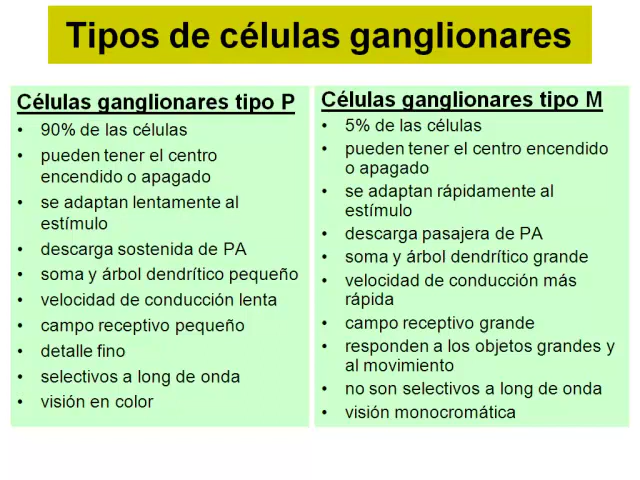 Tipos de células ganglionares
Células ganglionares tipo P
• 90% de las células
• pueden tener el centro
encendido o apagado
• se adaptan lentamente al
estímulo
• descarga sostenida de PA
• soma y árbol dendrítico pequeño
• velocidad de conducción lenta
• campo receptivo pequeño
• detalle fino
• selectivos a long de onda
• visión en color
Células ganglionares tipo M
• 5% de las células
• pueden tener el centro encendido
o apagado
• se adaptan rápidamente al
estímulo
• descarga pasajera de PA
• soma y árbol dendrítico grande
• velocidad de conducción más
rápida
• campo receptivo grande
• responden a los objetos grandes y
al movimiento
• no son selectivos a long de onda
• visión monocromática